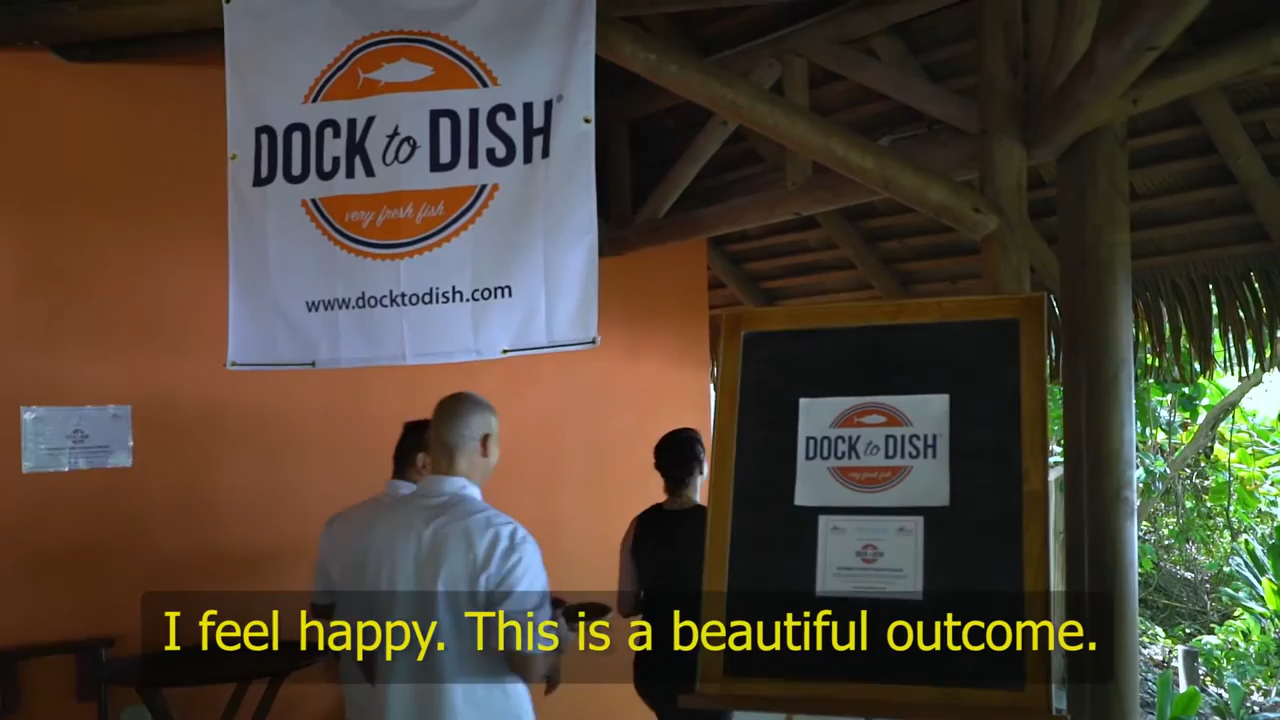 DOCK to DISH®
very fresh fish
www.docktodish.com
DOCK to DISH
very fresh fish
I feel happy. This is a beautiful outcome.